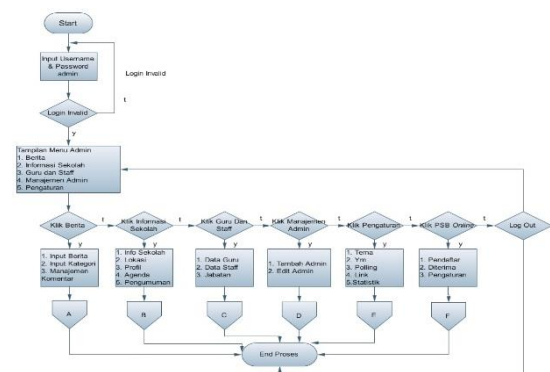 Start
Input Username
& Password
admin
Login Invalid
t
Login Invalid
y
Tampilan Menu Admin
1. Berita
2. Informasi Sekolah
3. Guru dan Staff
4. Manajemen Admin
5. Pengaturan
Klik Berita
t
Klik Informasi
Sekolah
t
Klik Guru Dan
Staff
t
Klik Manajemen
Admin
t
Klik Pengaturan
t
Klik PSB Online
t
Log Out
y
y
y
y
y
y
1. Input Berita
2. Input Kategori
3. Manajemen
Komentar
1. Info Sekolah
2. Lokasi
3. Profil
4. Agenda
5. Pengumuman
1. Data Guru
2. Data Staff
3. Jabatan
1. Tambah Admin
2. Edit Admin
1. Tema
2. Ym
3. Polling
4. Link
5.Statistik
1. Pendaftar
2. Diterima
3. Pengaturan
A
B
C
D
E
F
End Proses